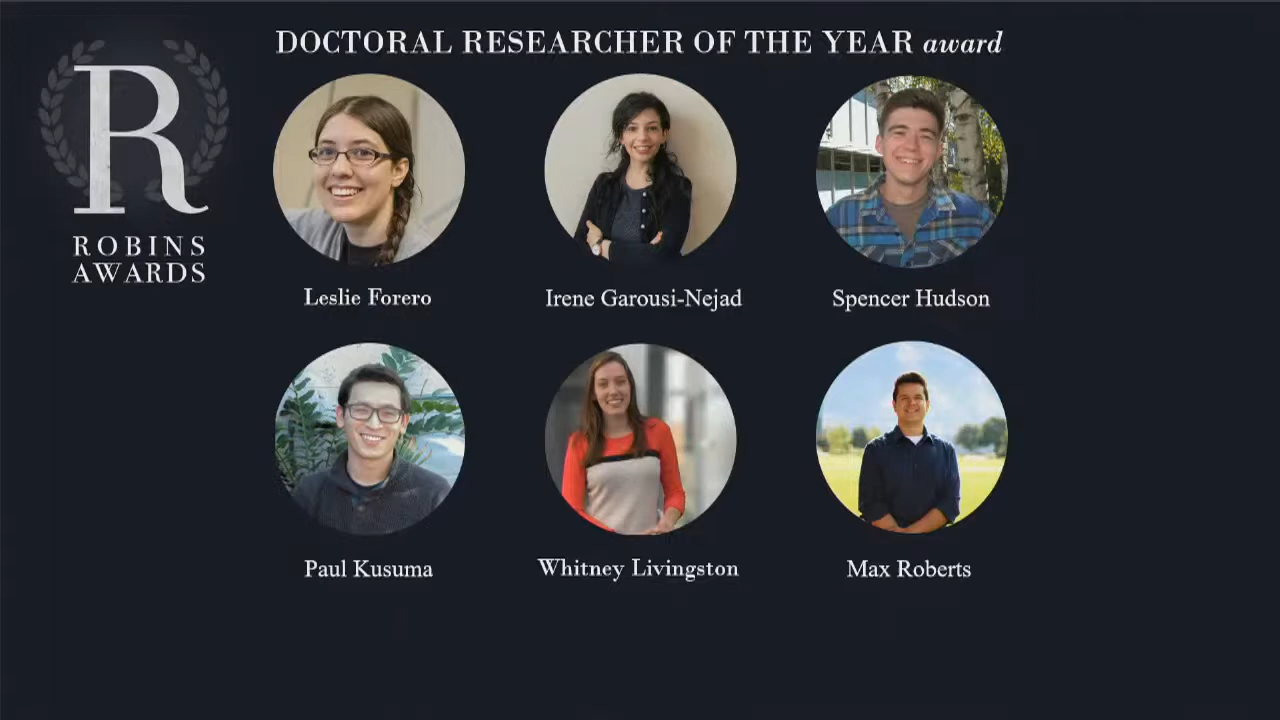 DOCTORAL RESEARCHER OF THE YEAR award
R
ROBINS
AWARDS
Leslie Forero
Irene Garousi-Nejad
Spencer Hudson
Paul Kusuma
Whitney Livingston
Max Roberts